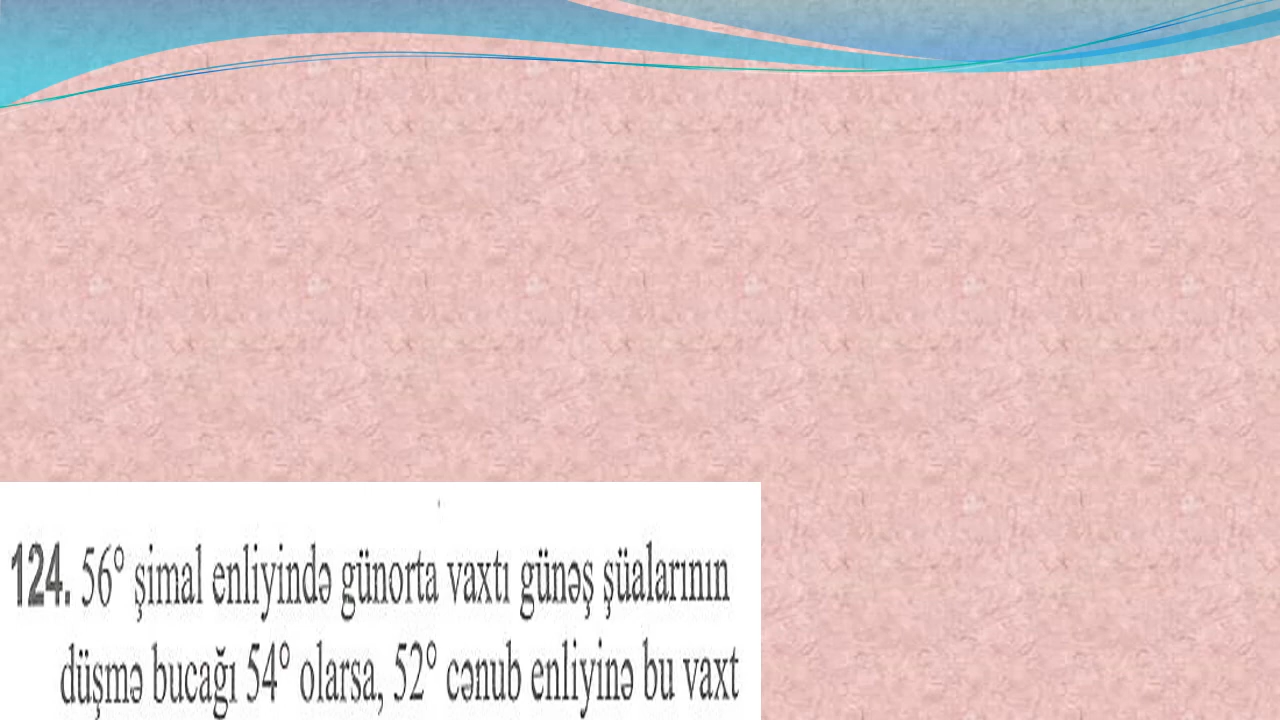 124. 56° şimal enliyində günorta vaxtı günəş şüalarının
düşmə bucağı 54° olarsa, 52° cənub enliyinə bu vaxt